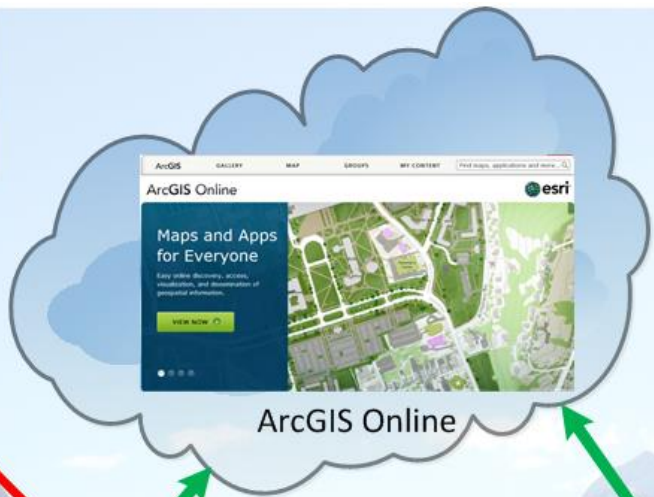 ArcGIS GALLERY MAP GROUPS MY CONTENT Find maps, applications and more...
ArcGIS Online
esri
Maps and Apps
for Everyone
Easy online discovery, access,
visualization, and dissemination of
geospatial information.
VIEW NOW
ArcGIS Online